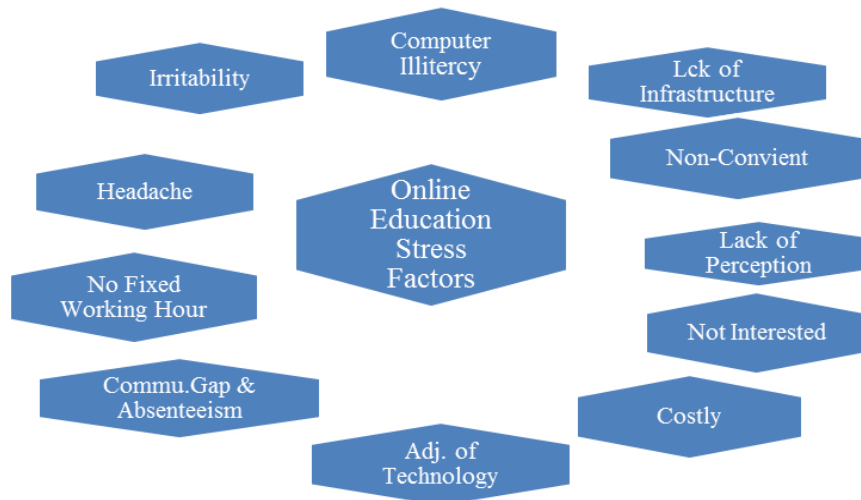 Computer
Illitercy
Irritability
Lck of
Infrastructure
Non-Convient
Headache
Online
Education
Stress
Factors
Lack of
Perception
No Fixed
Working Hour
Not Interested
Commu.Gap &
Absenteeism
Costly
Adj. of
Technology